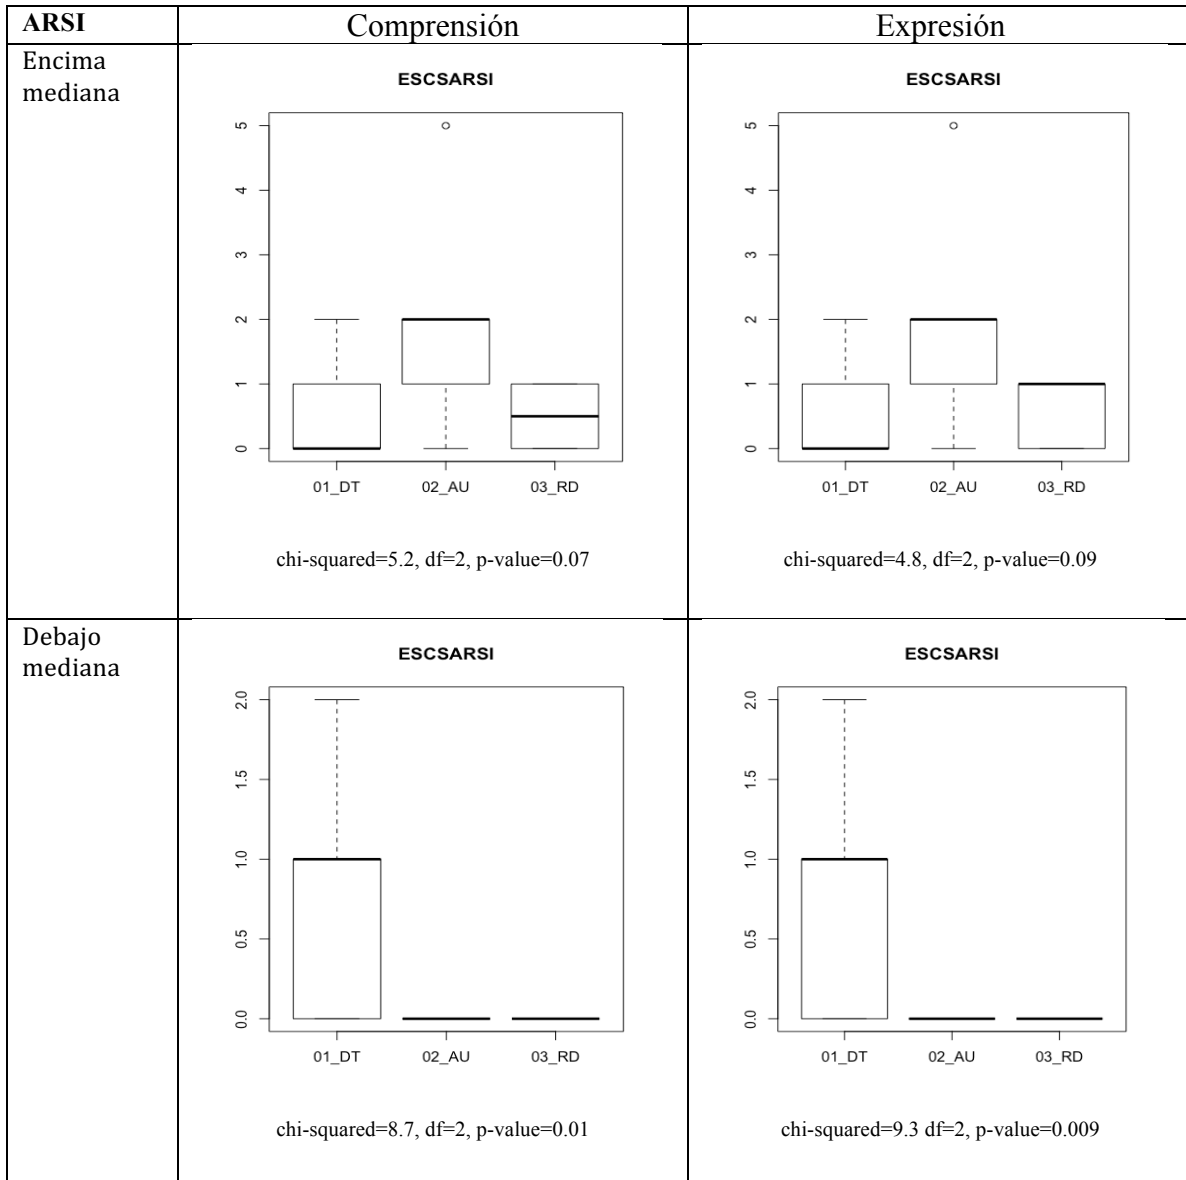 ARSI
Comprensión
Expresión
Encima
mediana
ESCSARSI
5
4
3
2
1
0
01_DT 02_AU 03_RD
chi-squared=5.2, df=2, p-value=0.07
ESCSARSI
5
4
3
2
1
0
01_DT 02_AU 03_RD
chi-squared=4.8, df=2, p-value=0.09
Debajo
mediana
ESCSARSI
2.0
1.5
1.0
0.5
0.0
01_DT 02_AU 03_RD
chi-squared=8.7, df=2, p-value=0.01
ESCSARSI
2.0
1.5
1.0
0.5
0.0
01_DT 02_AU 03_RD
chi-squared=9.3 df=2, p-value=0.009